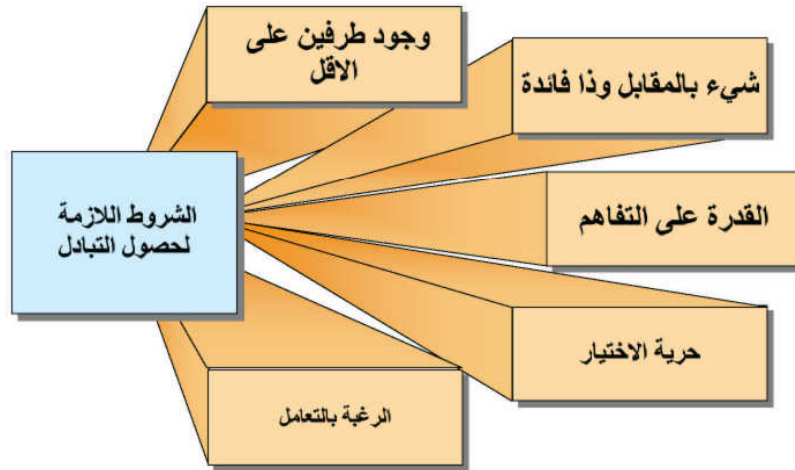 وجود طرفين على
الاقل
شيء بالمقابل وذا فائدة
القدرة على التفاهم
حرية الاختيار
الرغبة بالتعامل
الشروط اللازمة
لحصول التبادل